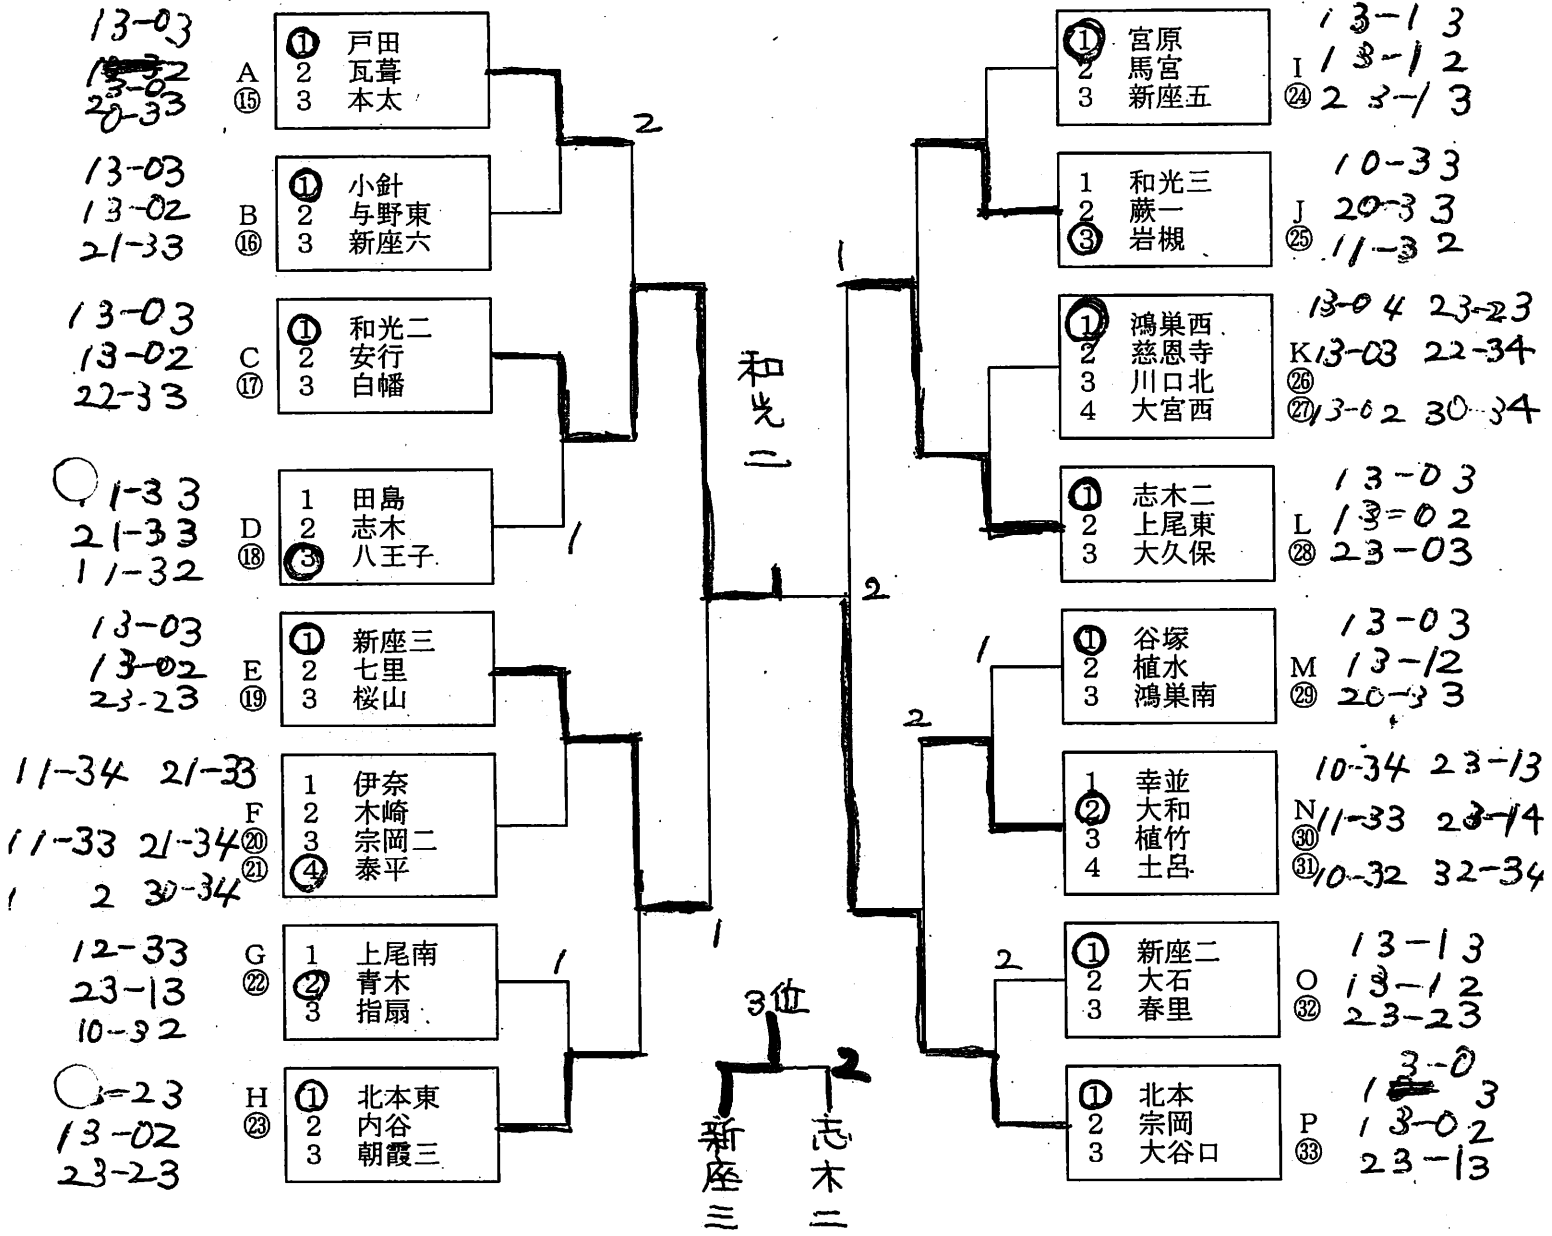 13-03
3-0
20-33
A
⑮
1 戸田
2 瓦葺
3 本太
2
13-03
13-02
21-33
B
⑯
1 小針
2 与野東
3 新座六
13-03
13-02
22-33
C
⑰
1 和光二
2 安行
3 白幡
1-33
21-33
11-32
D
⑱
1 田島
2 志木
3 八王子
1
13-03
13-02
23-23
E
⑲
1 新座三
2 七里
3 桜山
11-34 21-33
11-33 21-34
1 2 30-34
F
⑳
㉑
1 伊奈
2 木崎
3 宗岡二
4 泰平
12-33
23-13
10-32
G
㉒
1 上尾南
2 青木
3 指扇
1
-23
13-02
23-23
H
㉓
1 北本東
2 内谷
3 朝霞三
1
和光二
3位
2
新座三
志木二
1 宮原
2 馬宮
3 新座五
I
㉔
13-13
13-12
23-13
1 和光三
2 蕨一
3 岩槻
J
㉕
10-33
20-33
11-32
1
1 鴻巣西
2 慈恩寺
3 川口北
4 大宮西
K
㉖
㉗
13-04 23-23
13-03 22-34
13-02 30-34
1 志木二
2 上尾東
3 大久保
L
㉘
13-03
13=02
23-03
2
1
1 谷塚
2 植水
3 鴻巣南
M
㉙
13-03
13-12
20-33
2
1 幸並
2 大和
3 植竹
4 土呂
N
㉚
㉛
10-34 23-13
11-33 23-14
10-32 32-34
2
1 新座二
2 大石
3 春里
O
㉜
13-13
13-12
23-23
1 北本
2 宗岡
3 大谷口
P
㉝
3-0
1 3
13-02
23-13